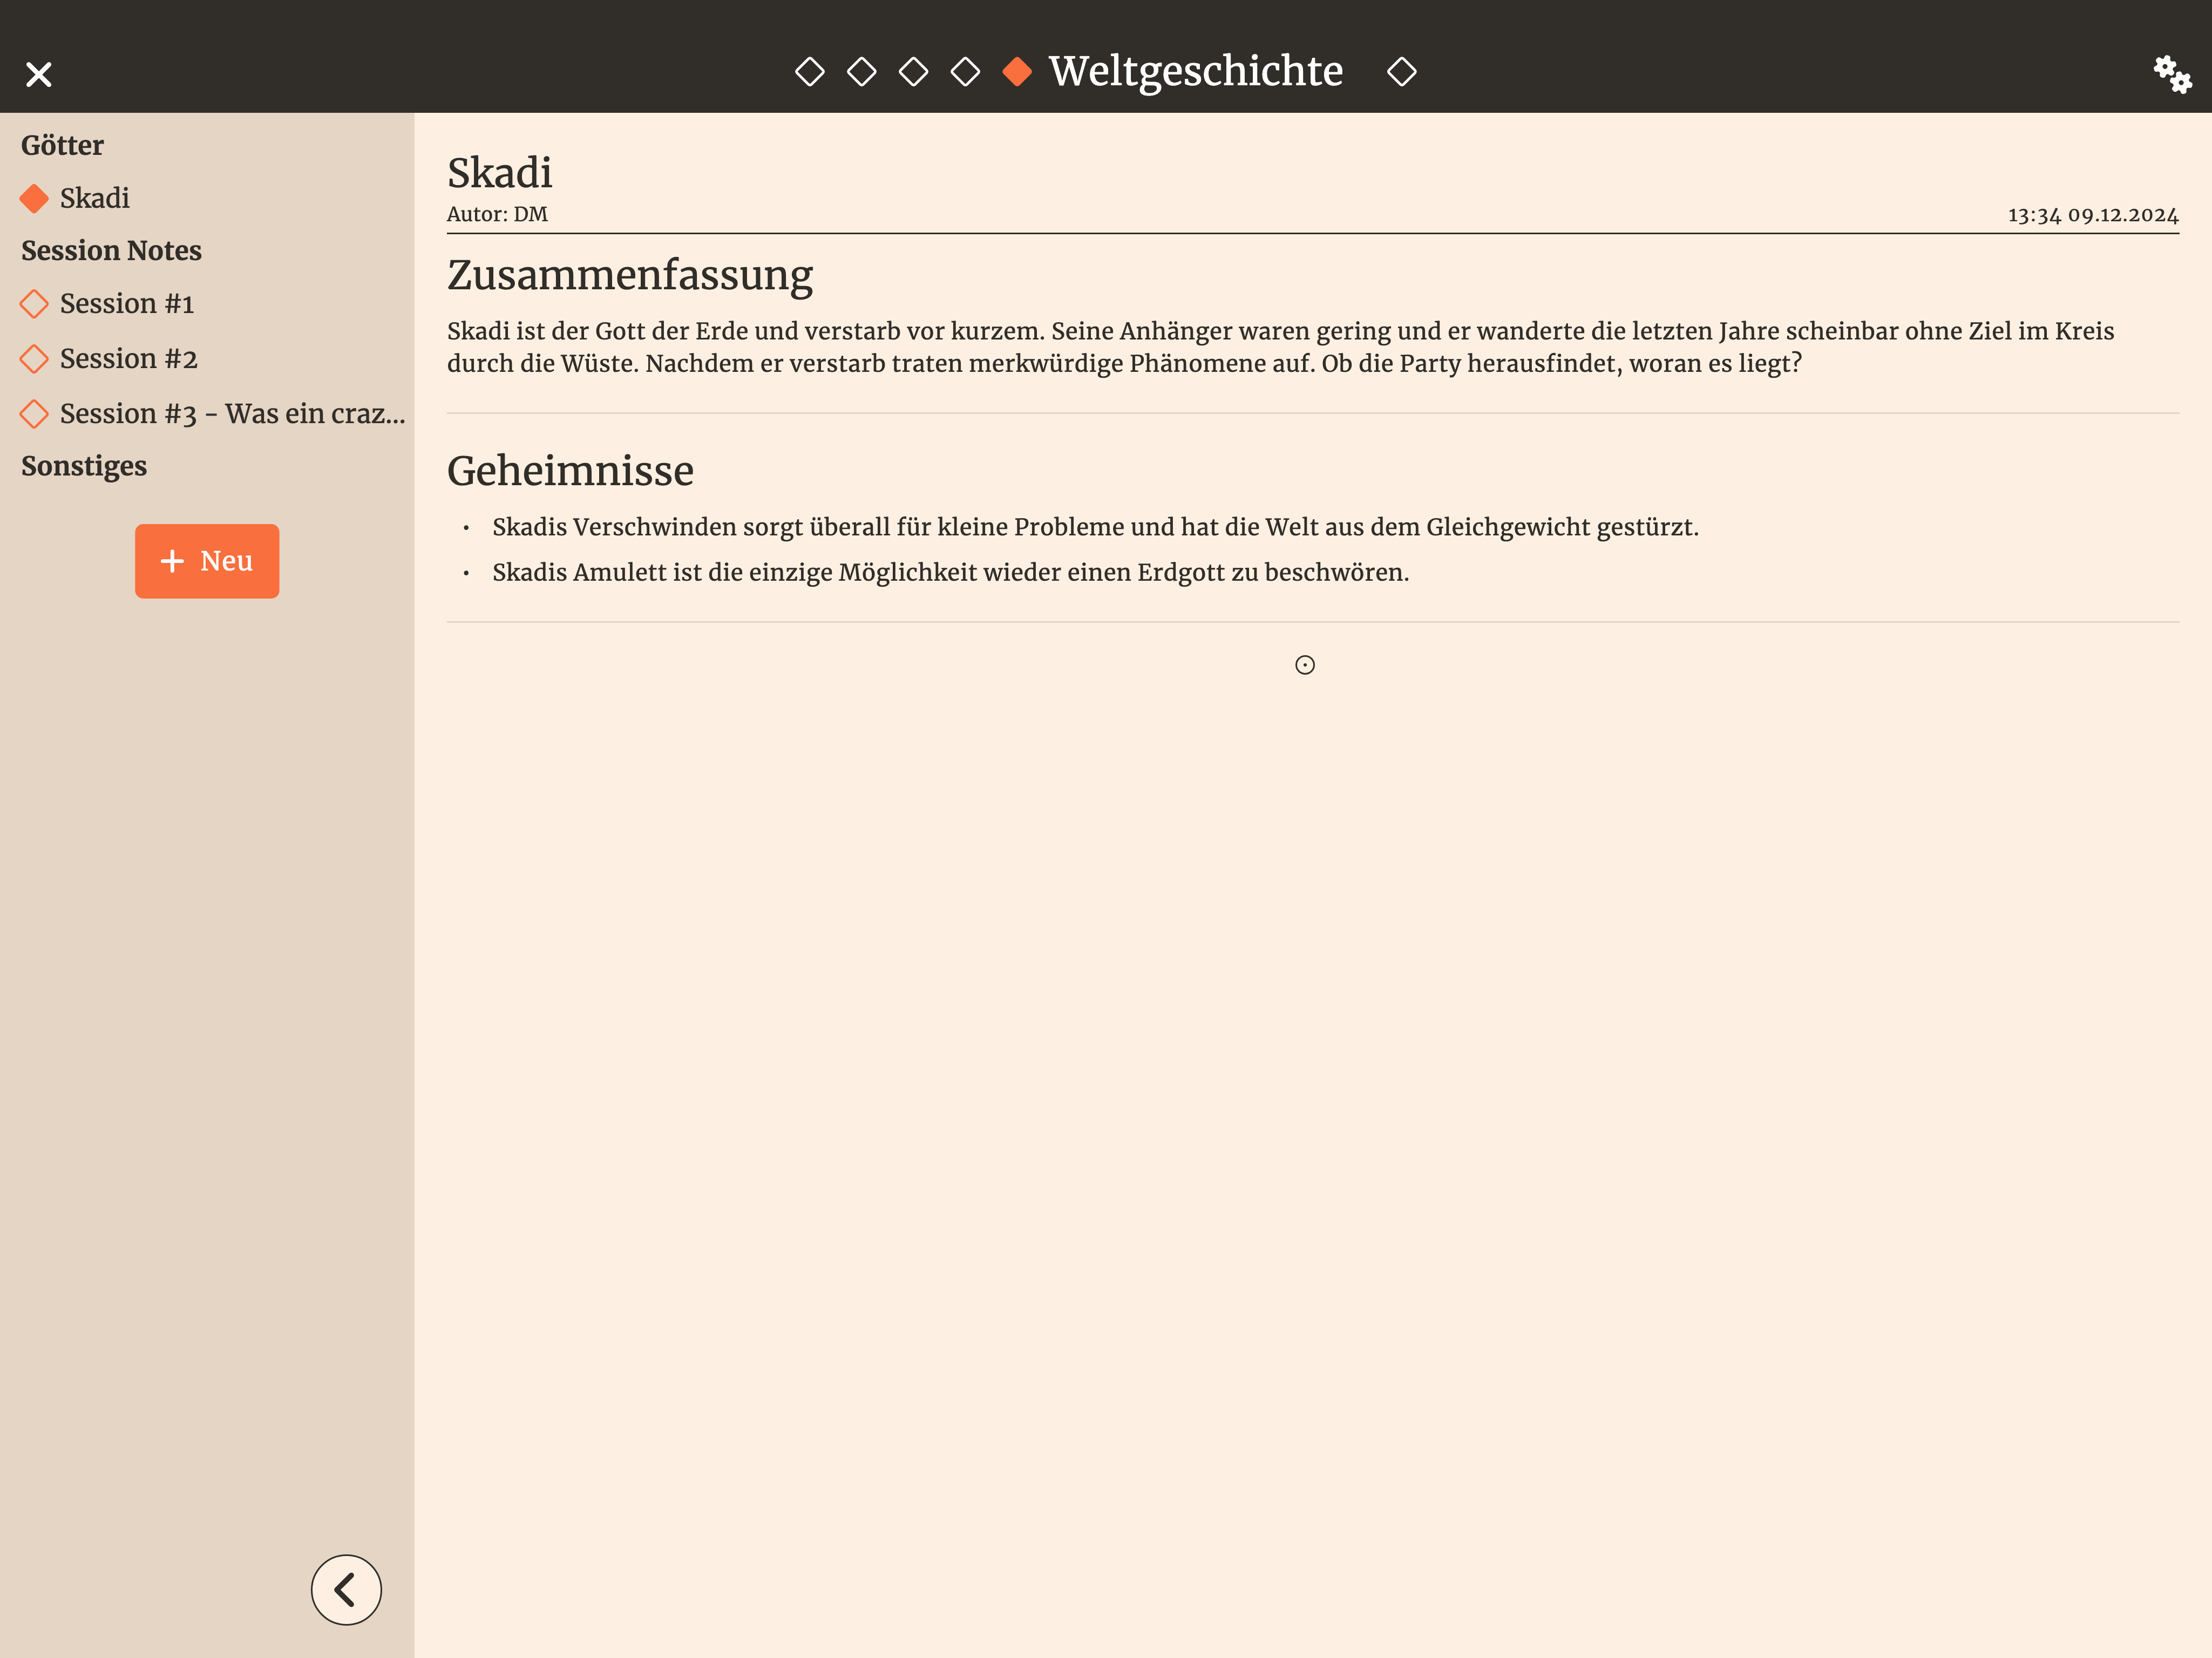 Weltgeschichte
Götter
Skadi
Session Notes
Session #1
Session #2
Session #3 - Was ein craz...
Sonstiges
+ Neu
Skadi
Autor: DM
13:34 09.12.2024
Zusammenfassung
Skadi ist der Gott der Erde und verstarb vor kurzem. Seine Anhänger waren gering und er wanderte die letzten Jahre scheinbar ohne Ziel im Kreis
durch die Wüste. Nachdem er verstarb traten merkwürdige Phänomene auf. Ob die Party herausfindet, woran es liegt?
Geheimnisse
• Skadis Verschwinden sorgt überall für kleine Probleme und hat die Welt aus dem Gleichgewicht gestürzt.
• Skadis Amulett ist die einzige Möglichkeit wieder einen Erdgott zu beschwören.